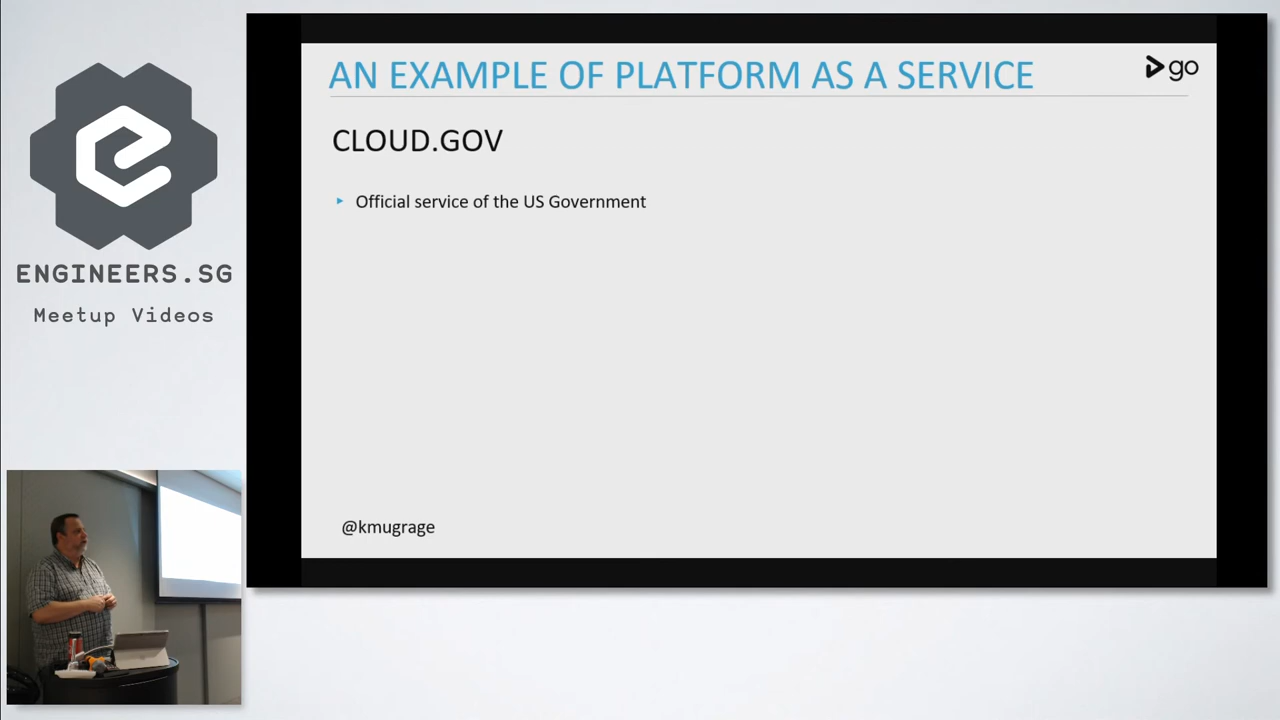 ENGINEERS.SG
Meetup Videos
AN EXAMPLE OF PLATFORM AS A SERVICE
go
CLOUD.GOV
Official service of the US Government
@kmugrage